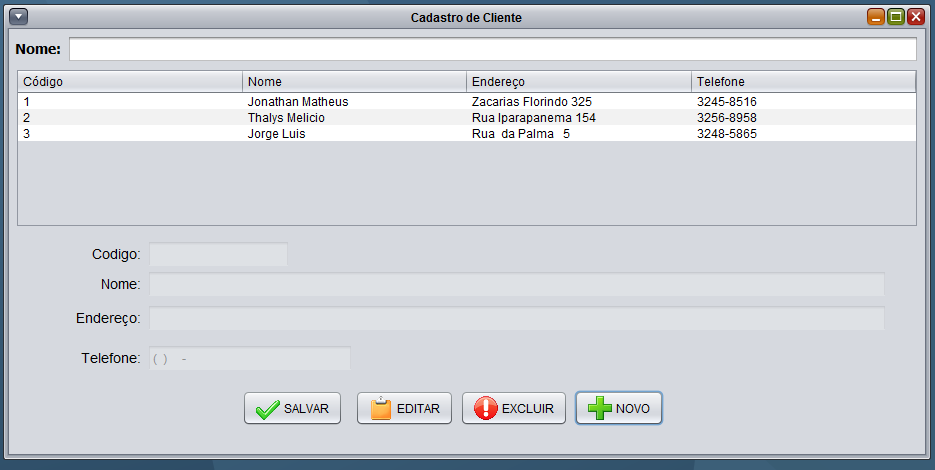 Cadastro de Cliente
Nome:
Código Nome Endereço Telefone
1 Jonathan Matheus Zacarias Florindo 325 3245-8516
2 Thalys Melicio Rua Iparapanema 154 3256-8958
3 Jorge Luis Rua da Palma 5 3248-5865
Codigo:
Nome:
Endereço:
Telefone: ( ) -
SALVAR EDITAR EXCLUIR NOVO